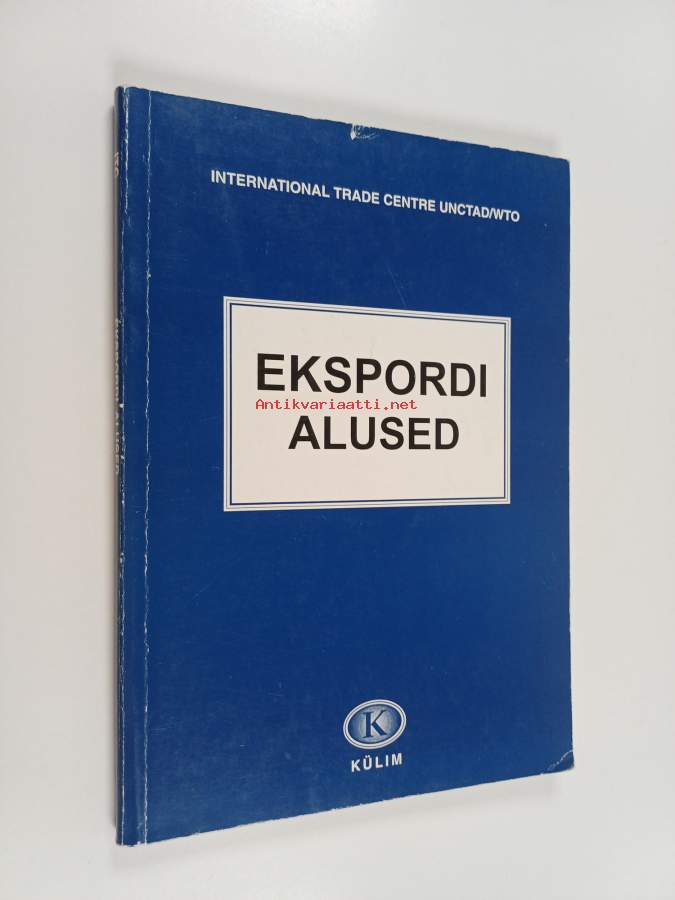 INTERNATIONAL TRADE CENTRE UNCTAD/WTO
EKSPORDI
Antikvariaatti.net
ALUSED
K
KÜLIM